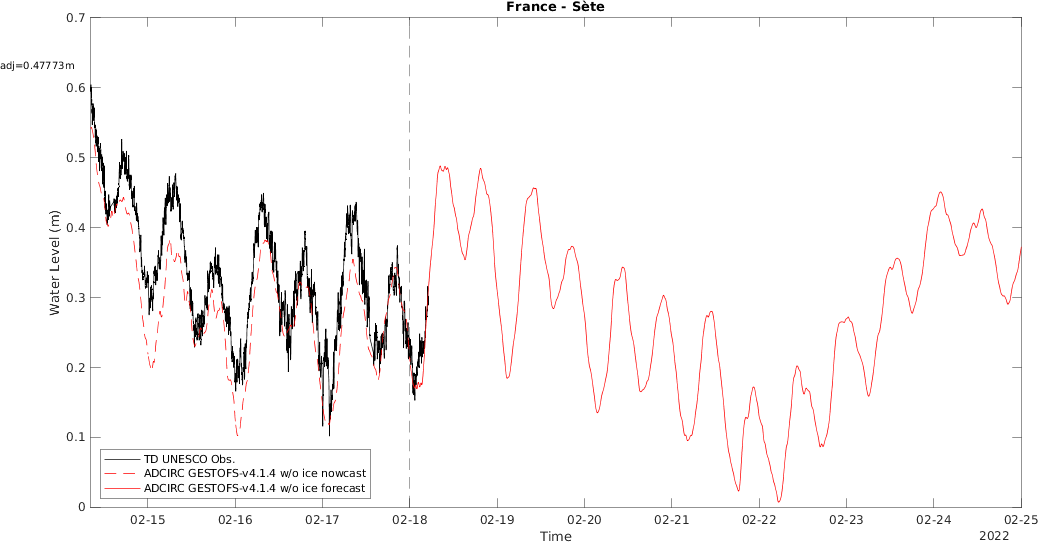 France - Sète
adj=0.47773m
Water Level (m)
0.7
0.6
0.5
0.4
0.3
0.2
0.1
0
TD UNESCO Obs.
ADCIRC GESTOFS-v4.1.4 w/o ice nowcast
ADCIRC GESTOFS-v4.1.4 w/o ice forecast
02-15 02-16 02-17 02-18 02-19 02-20 02-21 02-22 02-23 02-24 02-25
Time
2022